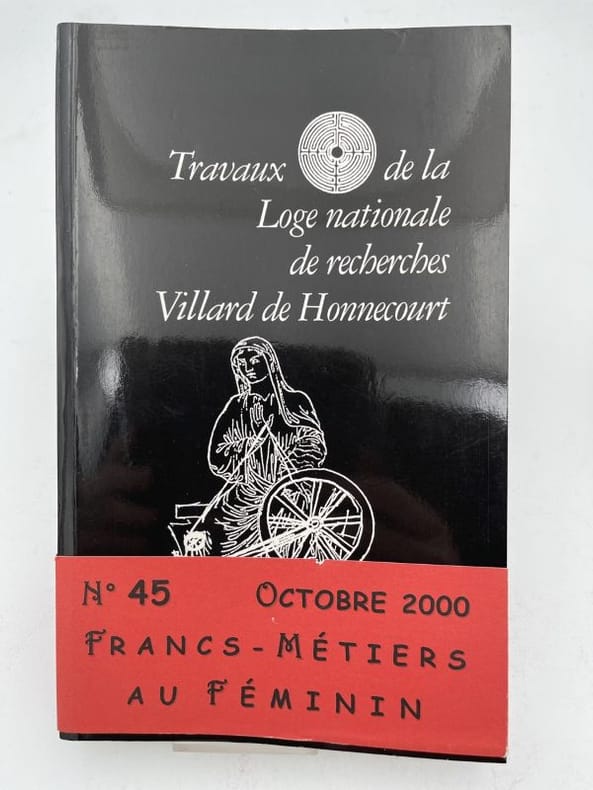 Travaux de la
Loge nationale
de recherches
Villard de Honnecourt
N° 45 OCTOBRE 2000
FRANCS-MÉTIERS
AU FÉMININ